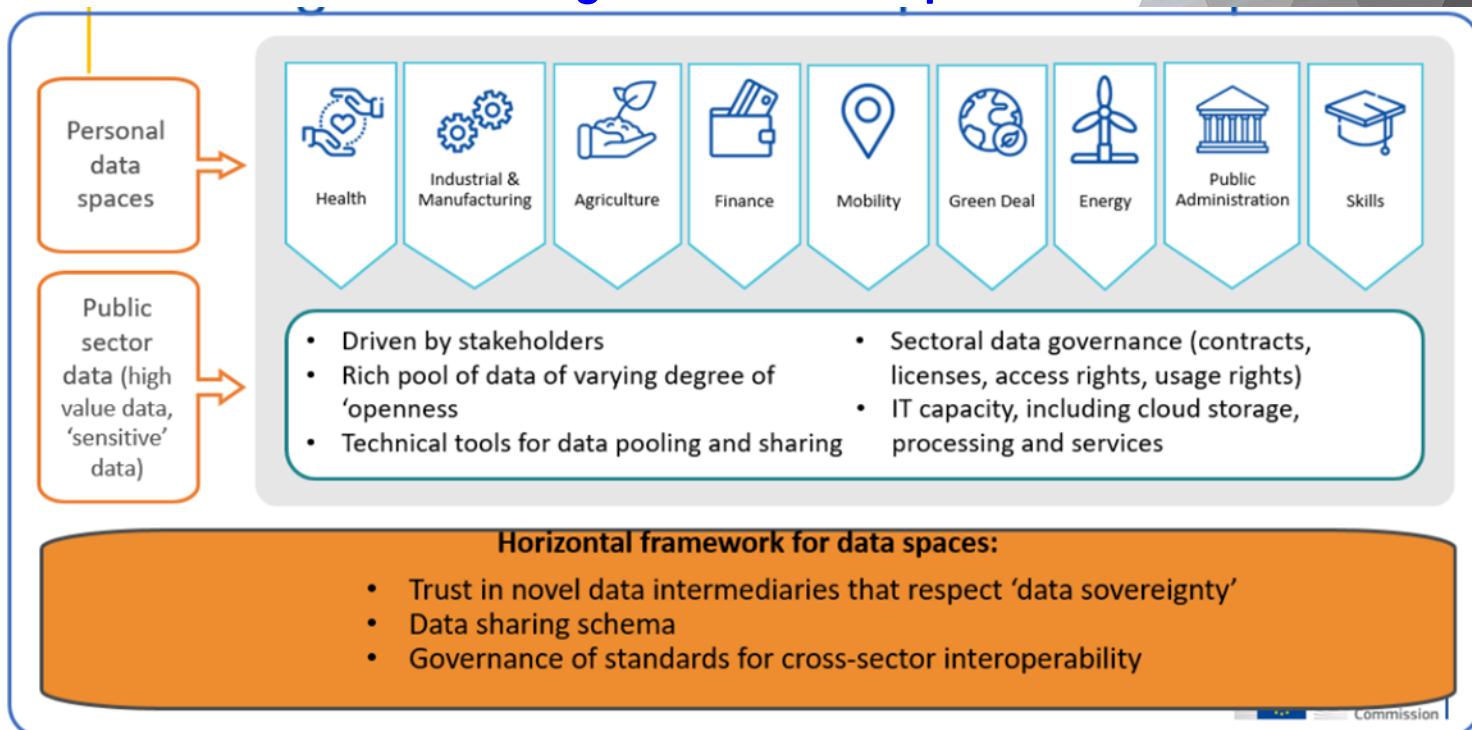 Personal
data
spaces
Public
sector
data (high
value data,
‘sensitive’
data)
Health
Industrial &
Manufacturing
Agriculture
Finance
Mobility
Green Deal
Energy
Public
Administration
Skills
• Driven by stakeholders
• Rich pool of data of varying degree of
‘openness
• Technical tools for data pooling and sharing
• Sectoral data governance (contracts,
licenses, access rights, usage rights)
• IT capacity, including cloud storage,
processing and services
Horizontal framework for data spaces:
• Trust in novel data intermediaries that respect ‘data sovereignty’
• Data sharing schema
• Governance of standards for cross-sector interoperability
Commission